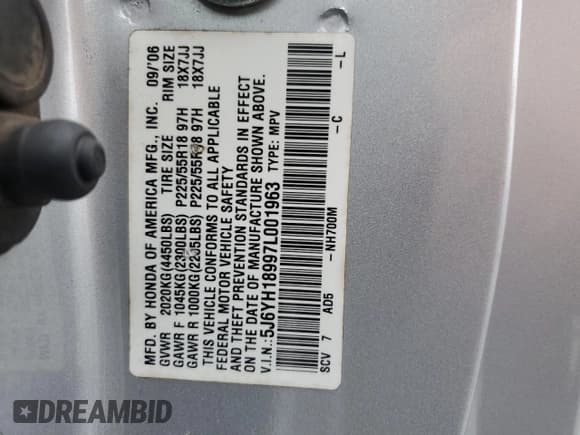 MFD. BY HONDA OF AMERICA MFG., INC. 09/'06
GVWR 2020KG(4450LBS) TIRE SIZE RIM SIZE
GAWR F 1045KG(2300LBS) P225/55R18 97H 18X7JJ
GAWR R 1000KG(2205LBS) P225/55R18 97H 18X7JJ
THIS VEHICLE CONFORMS TO ALL APPLICABLE
FEDERAL MOTOR VEHICLE SAFETY
AND THEFT PREVENTION STANDARDS IN EFFECT
ON THE DATE OF MANUFACTURE SHOWN ABOVE.
V.I.N.: 5J6YH18997L001963 TYPE: MPV
SCV 7 AD5 -NH700M -C -L
DREAMBID